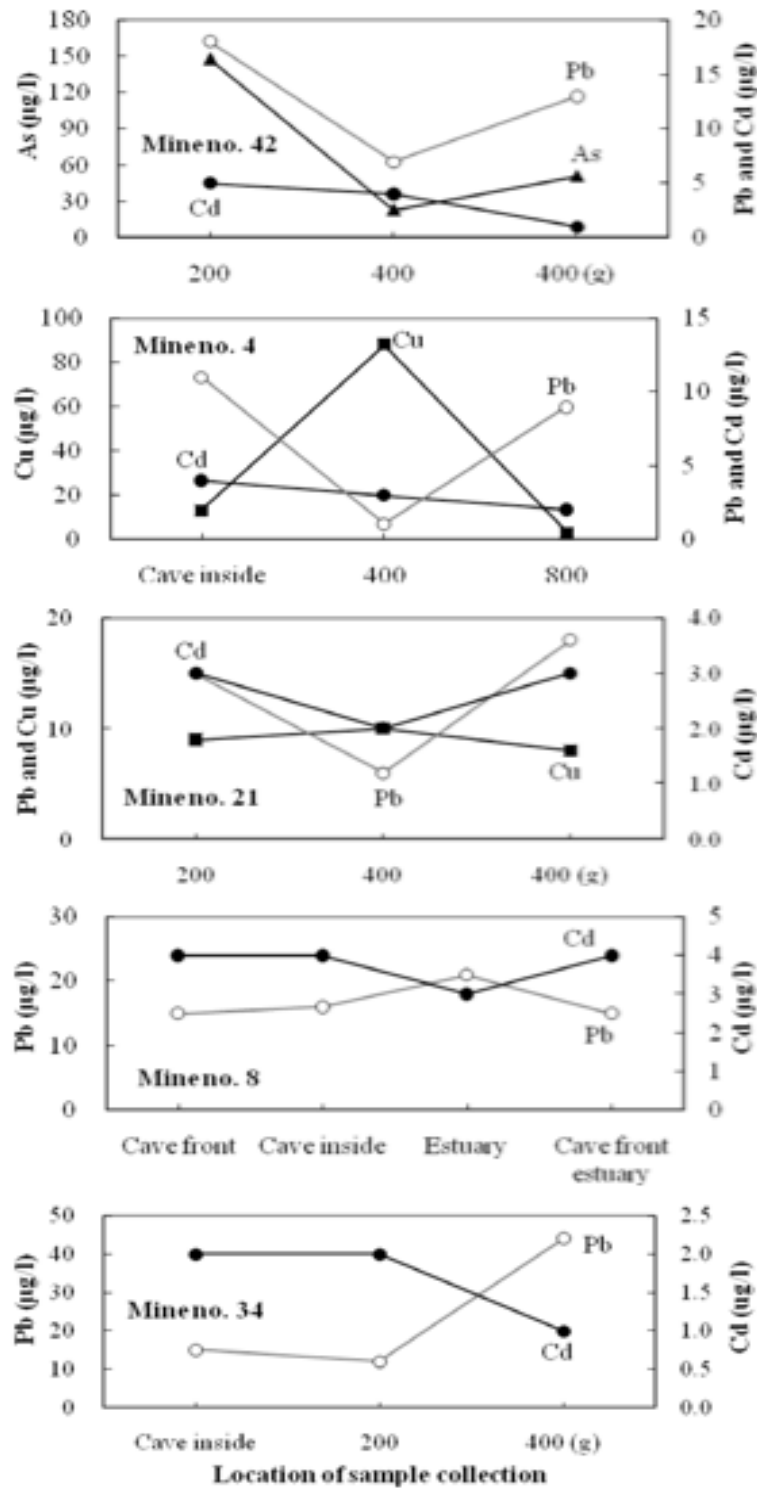 As (µg/l)
180
150
120
90
60
30
0
Pb and Cd (µg/l)
20
15
10
5
0
Pb
As
Mineno. 42
Cd
200 400 400 (g)
Cu (µg/l)
100
80
60
40
20
0
Pb and Cd (µg/l)
15
10
5
0
Mineno. 4
Cu
Pb
Cd
Cave inside 400 800
Pb and Cu (µg/l)
20
10
0
Cd (µg/l)
4.0
3.0
2.0
1.0
0.0
Cd
Cu
Mineno. 21
Pb
200 400 400 (g)
Pb (µg/l)
30
20
10
0
Cd (µg/l)
5
4
3
2
1
0
Cd
Pb
Mineno. 8
Cave front Cave inside Estuary Cave front
estuary
Pb (µg/l)
50
40
30
20
10
0
Cd (ug/l)
2.5
2.0
1.5
1.0
0.5
0.0
Pb
Mineno. 34
Cd
Cave inside 200 400 (g)
Location of sample collection